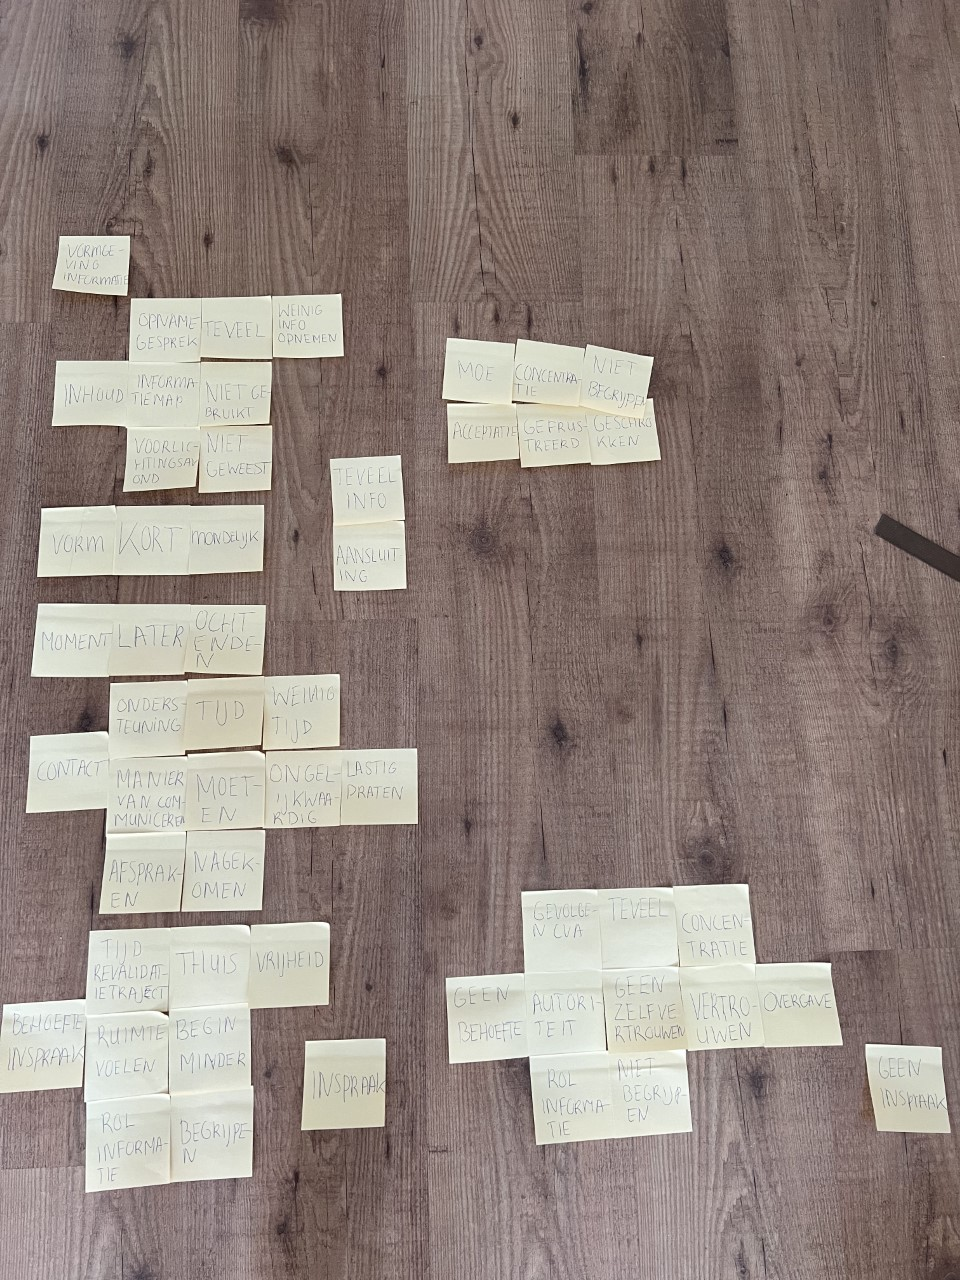 VORMGE-
VING
INFORMATIE
OPNAME
GESPREK
TEVEEL
WEINIG
INFO
OPNEMEN
INHOUD
INFORMA-
TIEMAP
NIET GE-
BRUIKT
VOORLIC-
HTINGSAV
OND
NIET
GEWEEST
MOE
CONCENTRA-
TIE
NIET
BEGRIJPEN
ACCEPTATIE
GEFRUS-
TREERD
GESCHRO
KKEN
TEVEEL
INFO
AANSLUIT
ING
VORM
KORT
MONDELIJK
MOMENT
LATER
OCHT
ENDE-
N
ONDERS-
TEUNING
TIJD
WEINIG
TIJD
CONTACT
MANIER
VAN COM-
MUNICEREN
MOET-
EN
ONGEL-
IJKWAA-
RDIG
LASTIG
PRATEN
AFSPRAK-
EN
NAGEK-
OMEN
TIJD
REVALIDAT-
IETRAJECT
THUIS
VRIJHEID
BEHOEFTE
INSPRAAK
RUIMTE
VOELEN
BEGIN
MINDER
ROL
INFORMA-
TIE
BEGRIJPE-
N
INSPRAAK
GEVOLGE-
N CVA
TEVEEL
CONCEN-
TRATIE
GEEN
BEHOEFTE
AUTORI-
TEIT
GEEN
ZELFVE
RTROUWEN
VERTRO-
UWEN
OVERGAVE
ROL
INFORMA-
TIE
NIET
BEGRIJP-
EN
GEEN
INSPRAAK